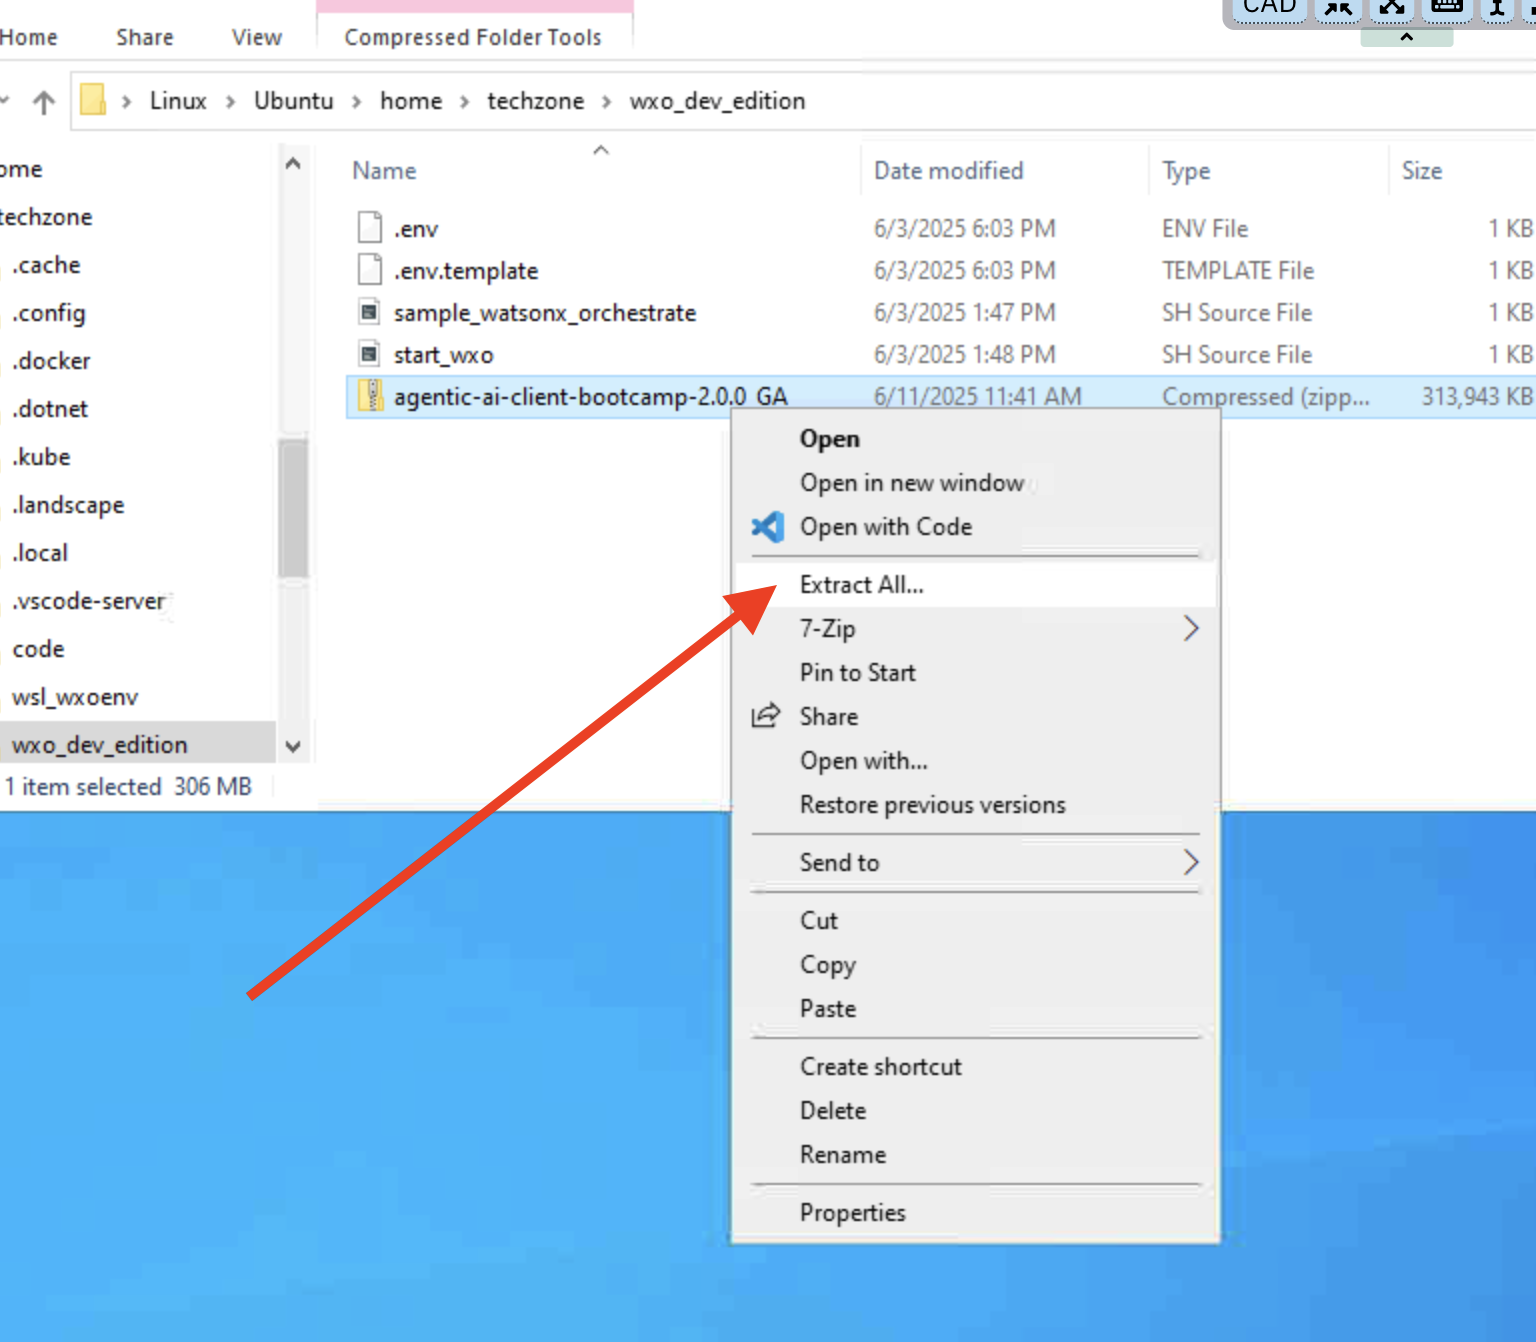 CAD
Home Share View Compressed Folder Tools
Linux Ubuntu home techzone wxo_dev_edition
Name Date modified Type Size
.env 6/3/2025 6:03 PM ENV File 1 KB
.env.template 6/3/2025 6:03 PM TEMPLATE File 1 KB
sample_watsonx_orchestrate 6/3/2025 1:47 PM SH Source File 1 KB
start_wxo 6/3/2025 1:48 PM SH Source File 1 KB
agentic-ai-client-bootcamp-2.0.0_GA 6/11/2025 11:41 AM Compressed (zipp... 313,943 KB
ome
techzone
.cache
.config
.docker
.dotnet
.kube
.landscape
.local
.vscode-server
code
wsl_wxoenv
wxo_dev_edition
1 item selected 306 MB
Open
Open in new window
Open with Code
Extract All...
7-Zip
Pin to Start
Share
Open with...
Restore previous versions
Send to
Cut
Copy
Paste
Create shortcut
Delete
Rename
Properties